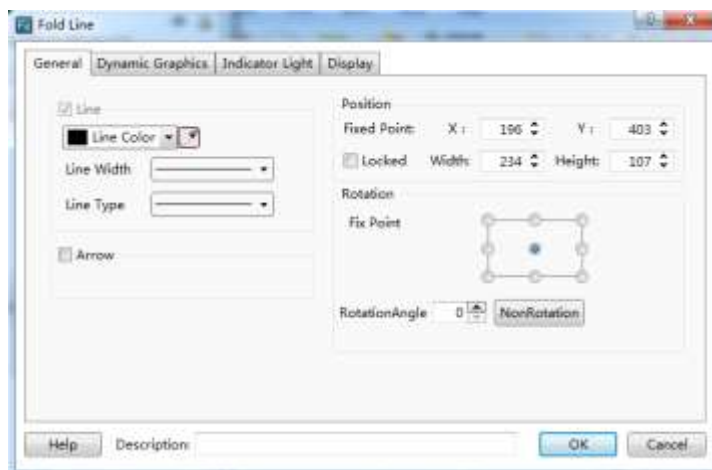 Fold Line
General Dynamic Graphics Indicator Light Display
Line
Line Color
Line Width
Line Type
Arrow
Position
Fixed Point: X : 196 Y : 403
Locked Width: 234 Height: 107
Rotation
Fix Point
RotationAngle 0 NonRotation
Help Description: OK Cancel